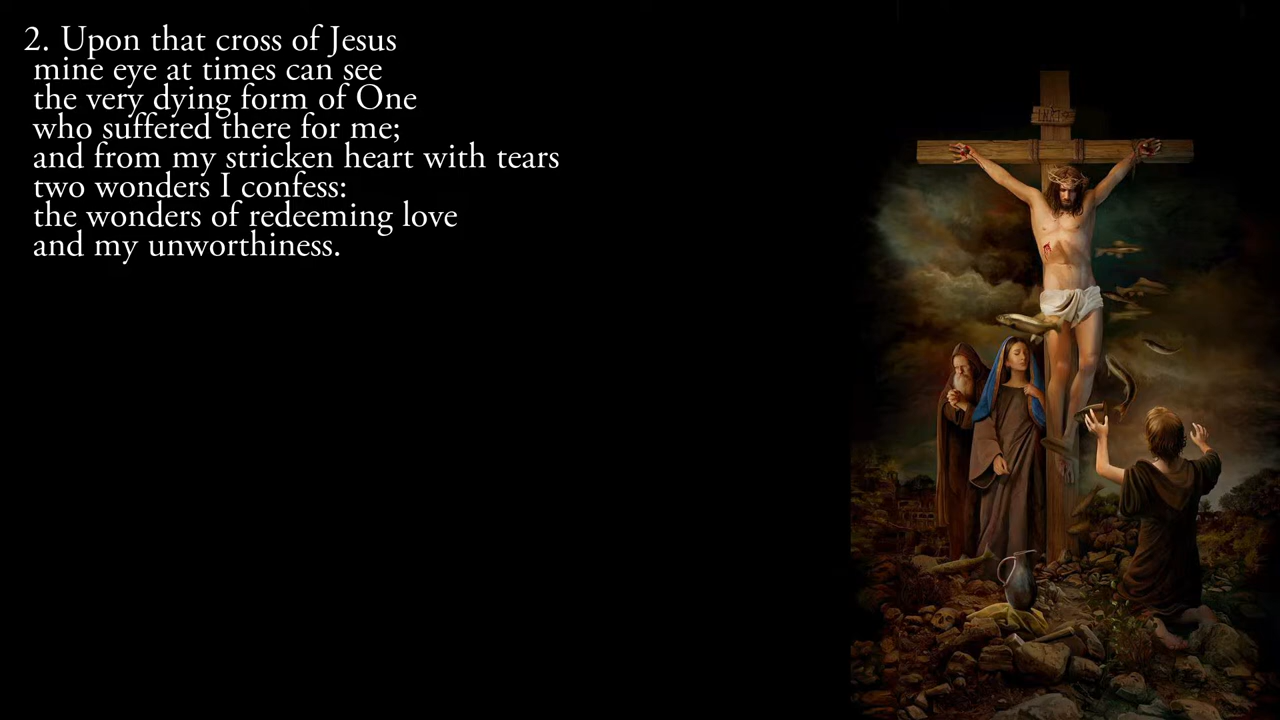 2. Upon that cross of Jesus
mine eye at times can see
the very dying form of One
who suffered there for me;
and from my stricken heart with tears
two wonders I confess:
the wonders of redeeming love
and my unworthiness.